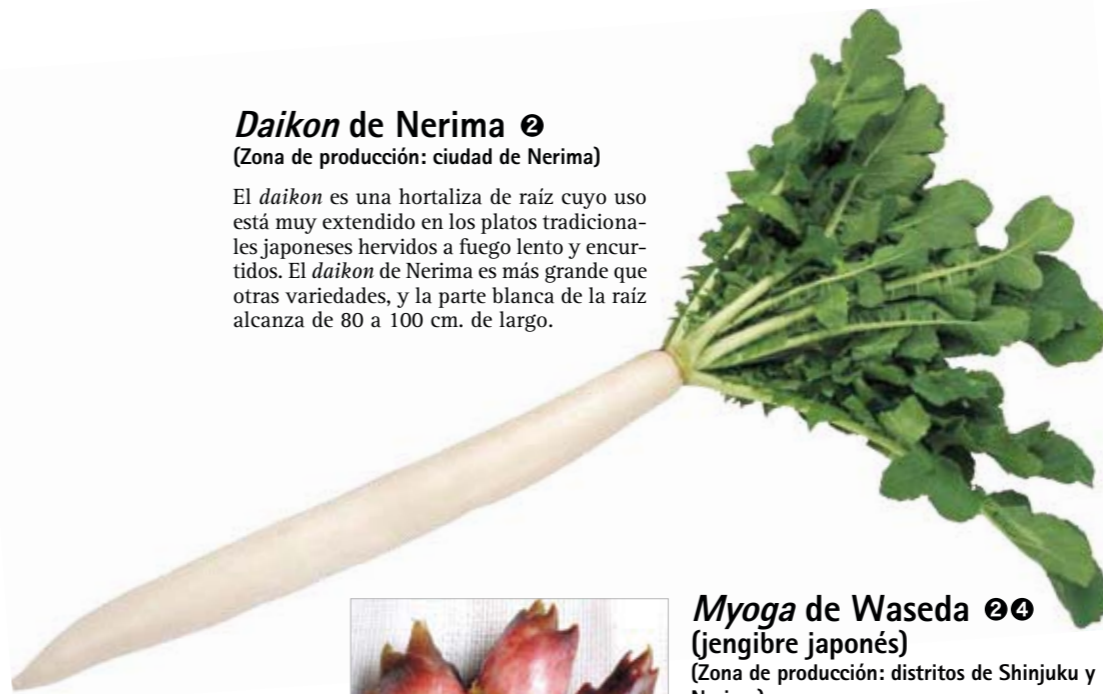 Daikon de Nerima ❷
(Zona de producción: ciudad de Nerima)
El daikon es una hortaliza de raíz cuyo uso
está muy extendido en los platos tradiciona-
les japoneses hervidos a fuego lento y encur-
tidos. El daikon de Nerima es más grande que
otras variedades, y la parte blanca de la raíz
alcanza de 80 a 100 cm. de largo.
Myoga de Waseda ❷❹
(jengibre japonés)
(Zona de producción: distritos de Shinjuku y